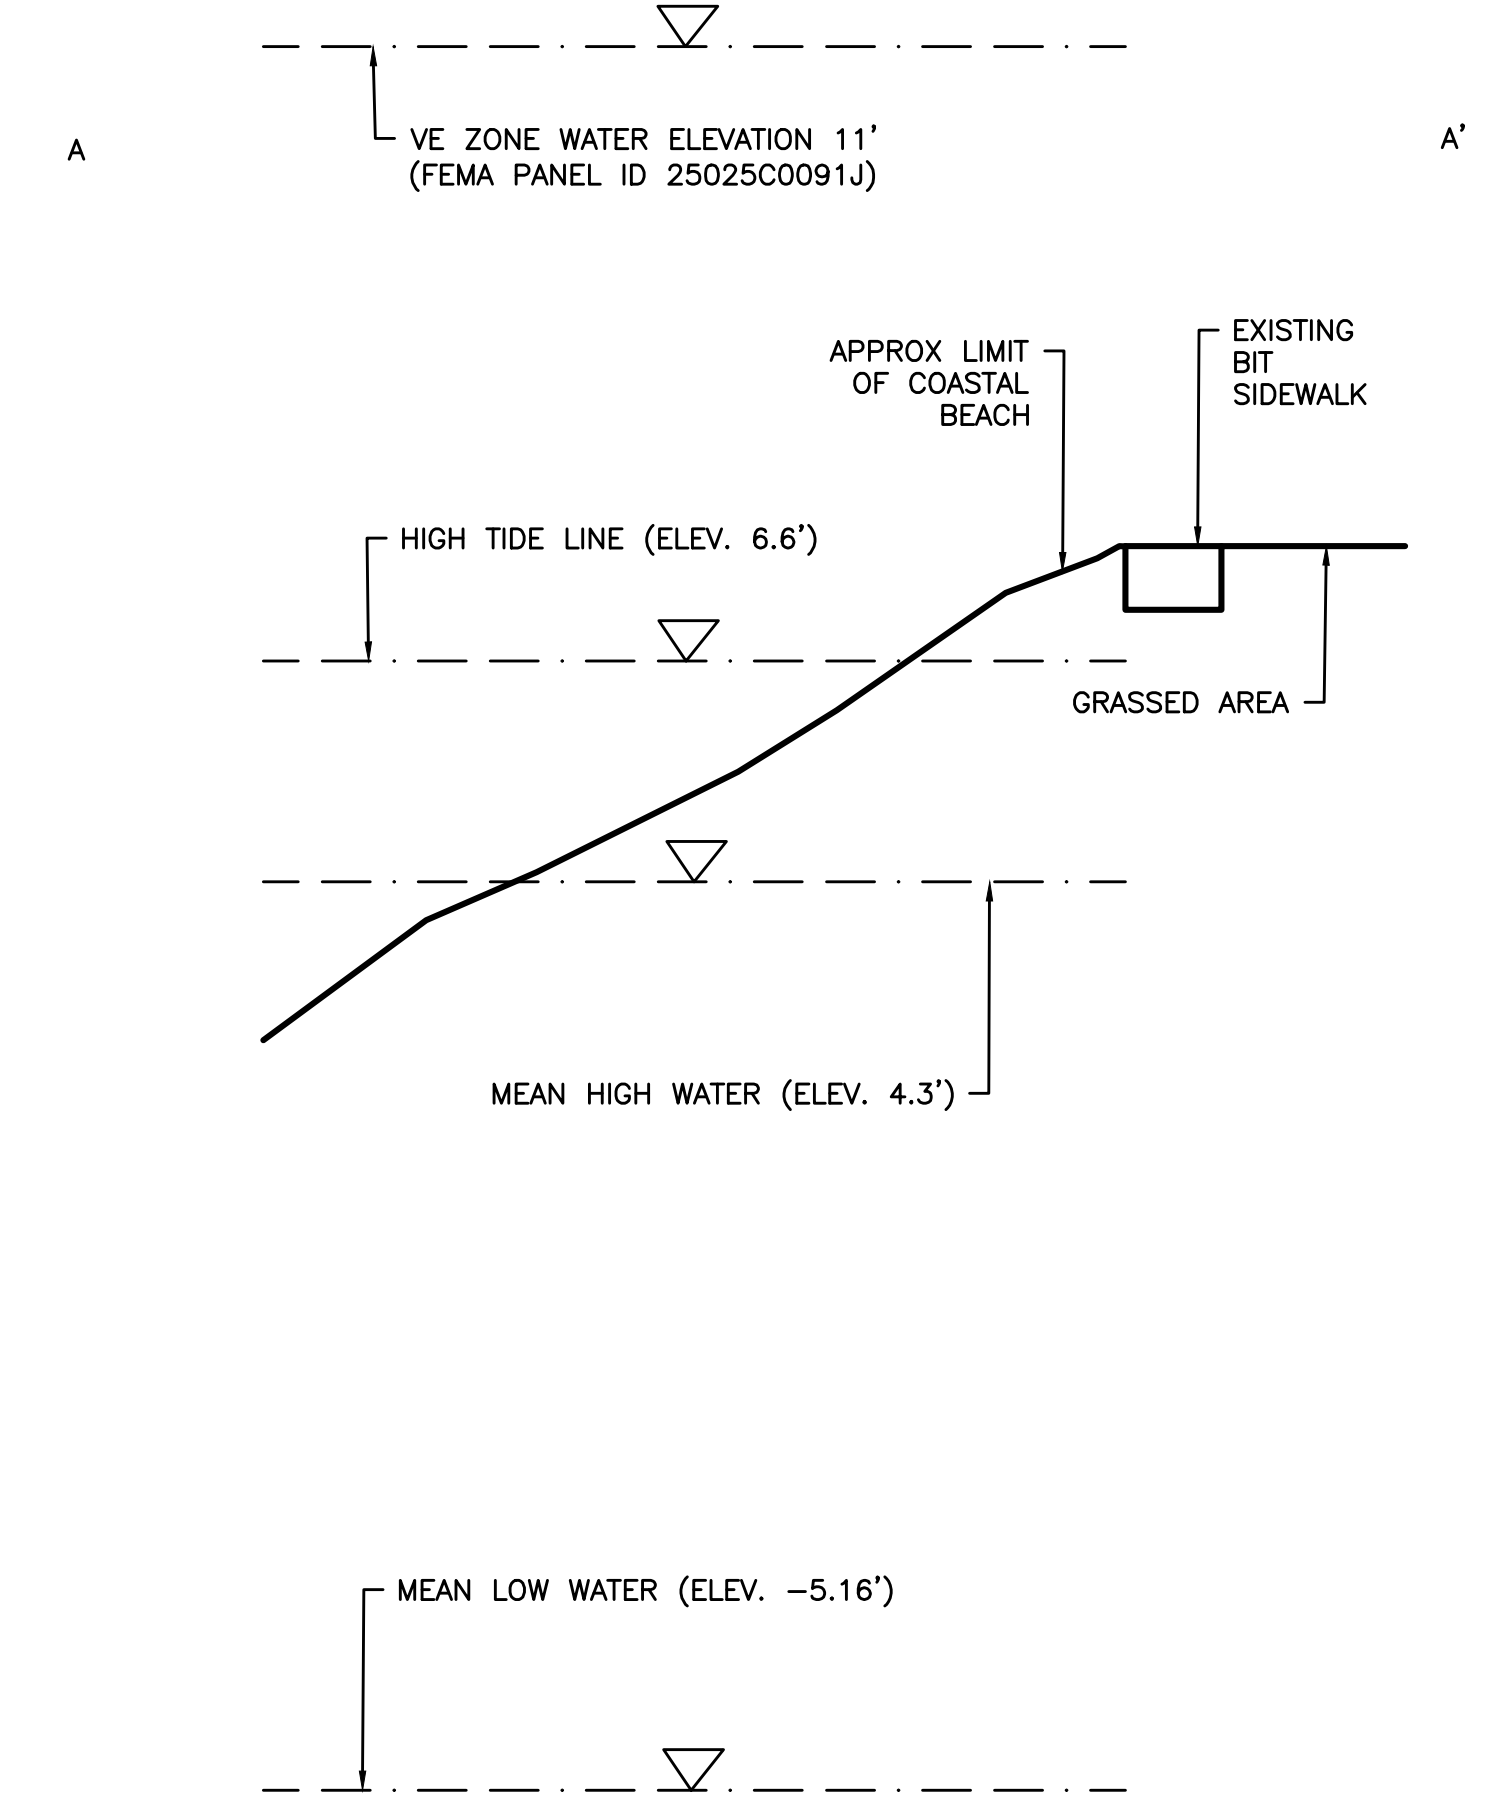 VE ZONE WATER ELEVATION 11'
(FEMA PANEL ID 25025C0091J)
A
A'
EXISTING
BIT
SIDEWALK
APPROX LIMIT
OF COASTAL
BEACH
HIGH TIDE LINE (ELEV. 6.6')
GRASSED AREA
MEAN HIGH WATER (ELEV. 4.3')
MEAN LOW WATER (ELEV. -5.16')